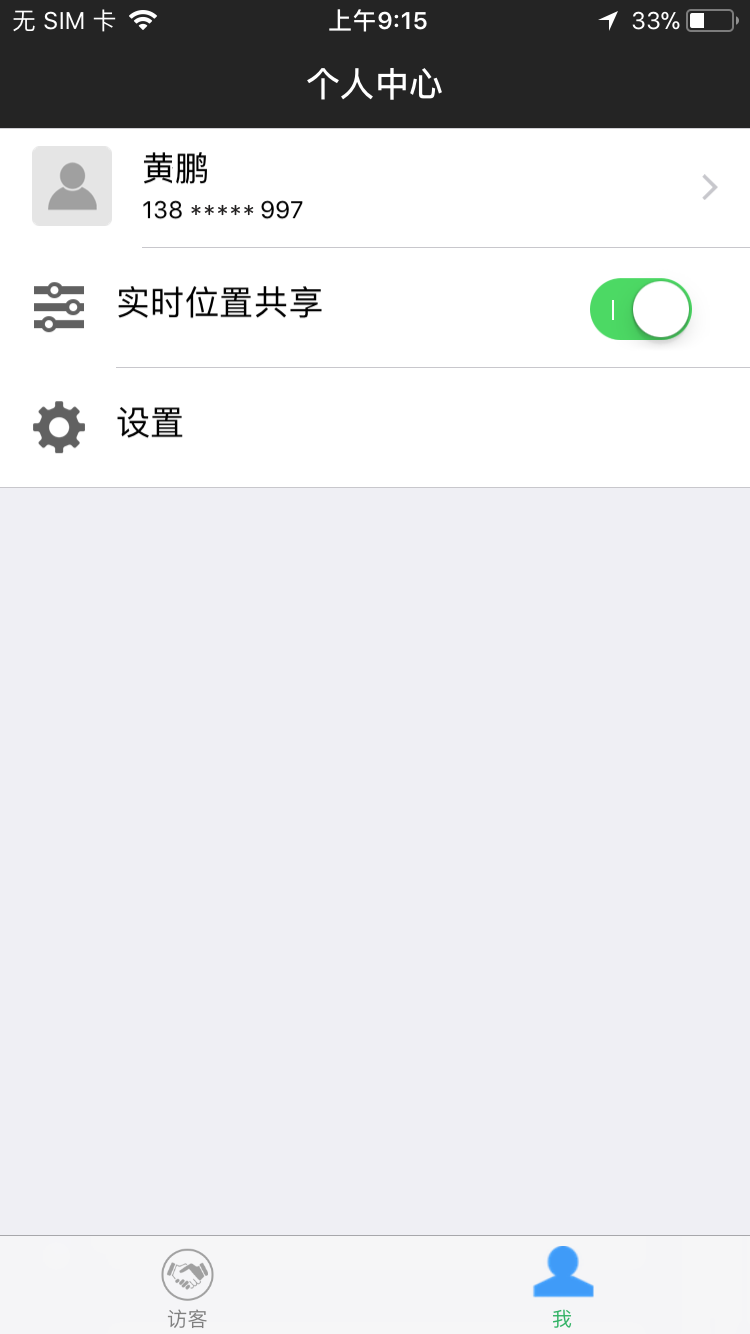 无 SIM 卡 上午9:15 33%
个人中心
黄鹏
138 ***** 997
实时位置共享
设置
访客 我